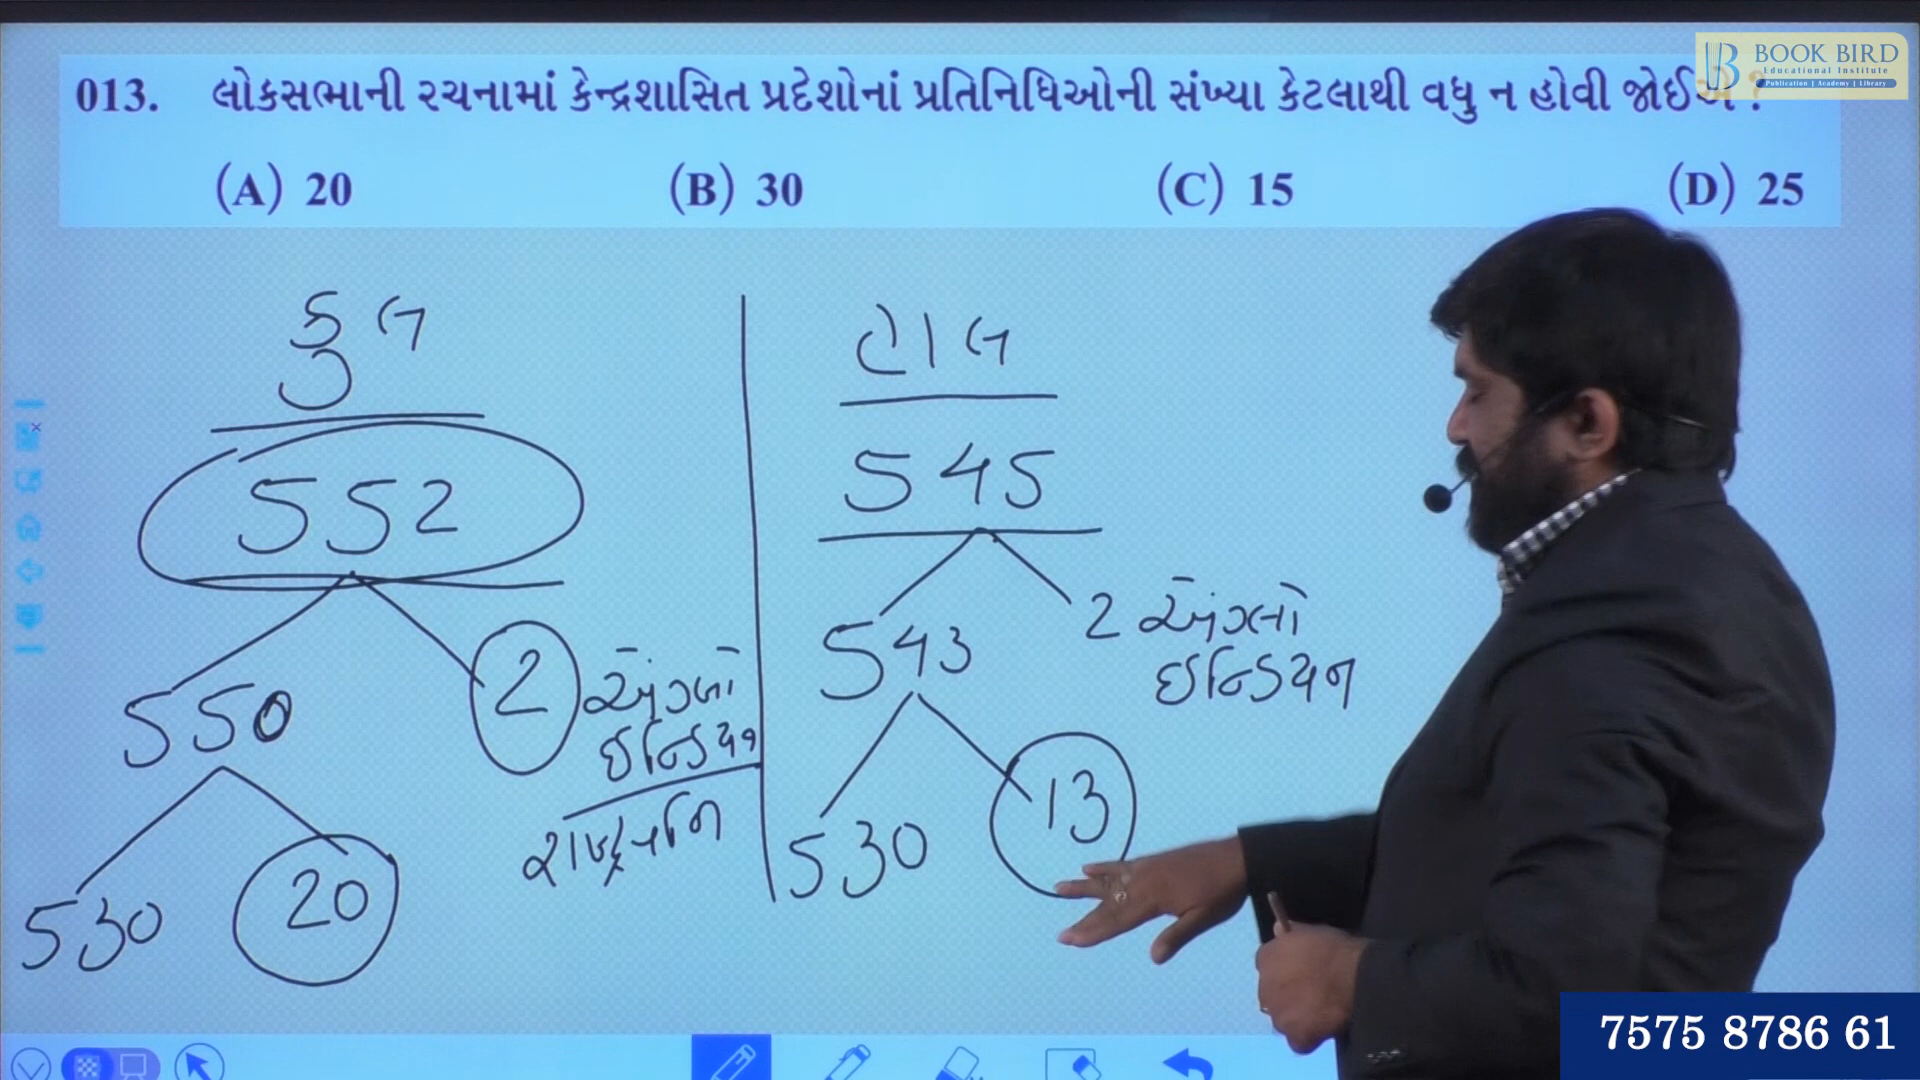 BOOK BIRD
Educational Institute
Publication | Academy | Library
013. લોકસભાની રચનામાં કેન્દ્રશાસિત પ્રદેશોનાં પ્રતિનિધિઓની સંખ્યા કેટલાથી વધુ ન હોવી જોઈએ ?
(A) 20 (B) 30 (C) 15 (D) 25
કુલ
552
550 2 એંગ્લો
ઇન્ડિયન
રાષ્ટ્રપતિ
530 20
હાલ
545
543 2 એંગ્લો
ઇન્ડિયન
530 13
7575 8786 61